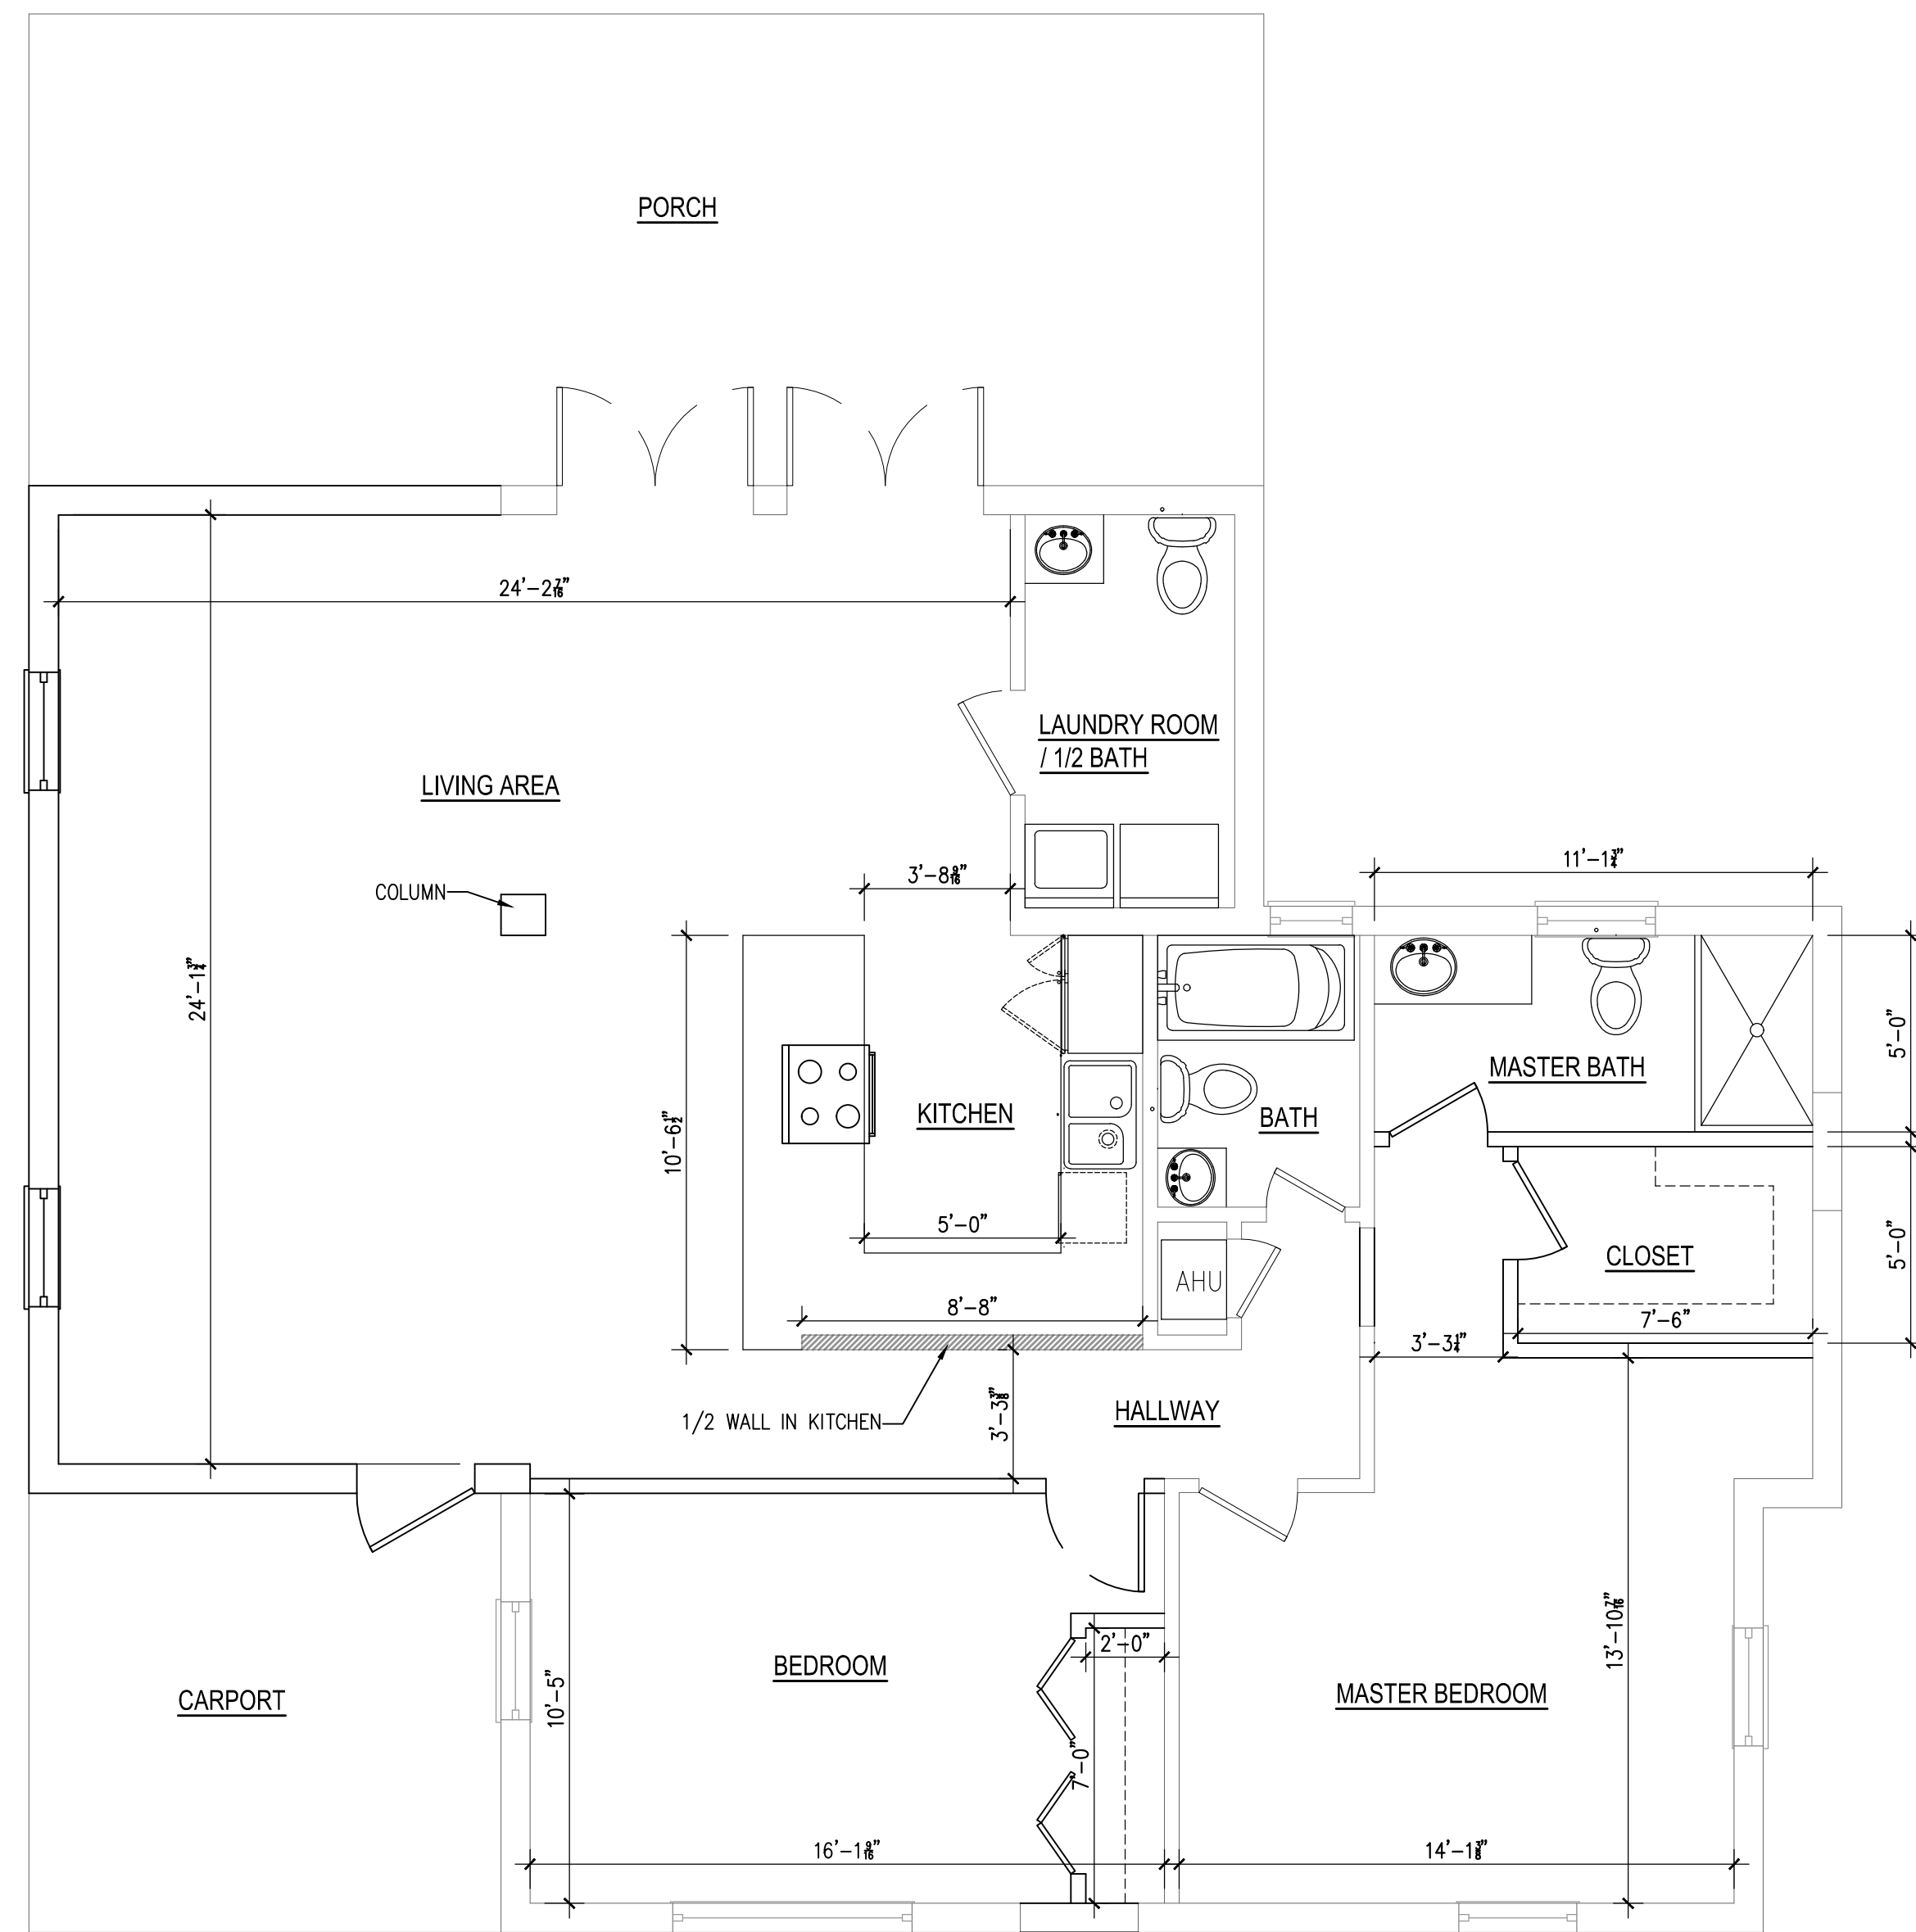 PORCH
24'-2 7/16"
LAUNDRY ROOM
/ 1/2 BATH
LIVING AREA
11'-1 3/4"
3'-8 9/16"
COLUMN
24'-1 3/4"
5'-0"
MASTER BATH
KITCHEN
BATH
10'-6 1/2"
5'-0"
CLOSET
5'-0"
AHU
8'-8"
7'-6"
3'-3 1/4"
3'-3 3/8"
HALLWAY
1/2 WALL IN KITCHEN
13'-10 7/16"
2'-0"
BEDROOM
CARPORT
10'-5"
MASTER BEDROOM
7'-0"
16'-1 9/16"
14'-1 3/8"